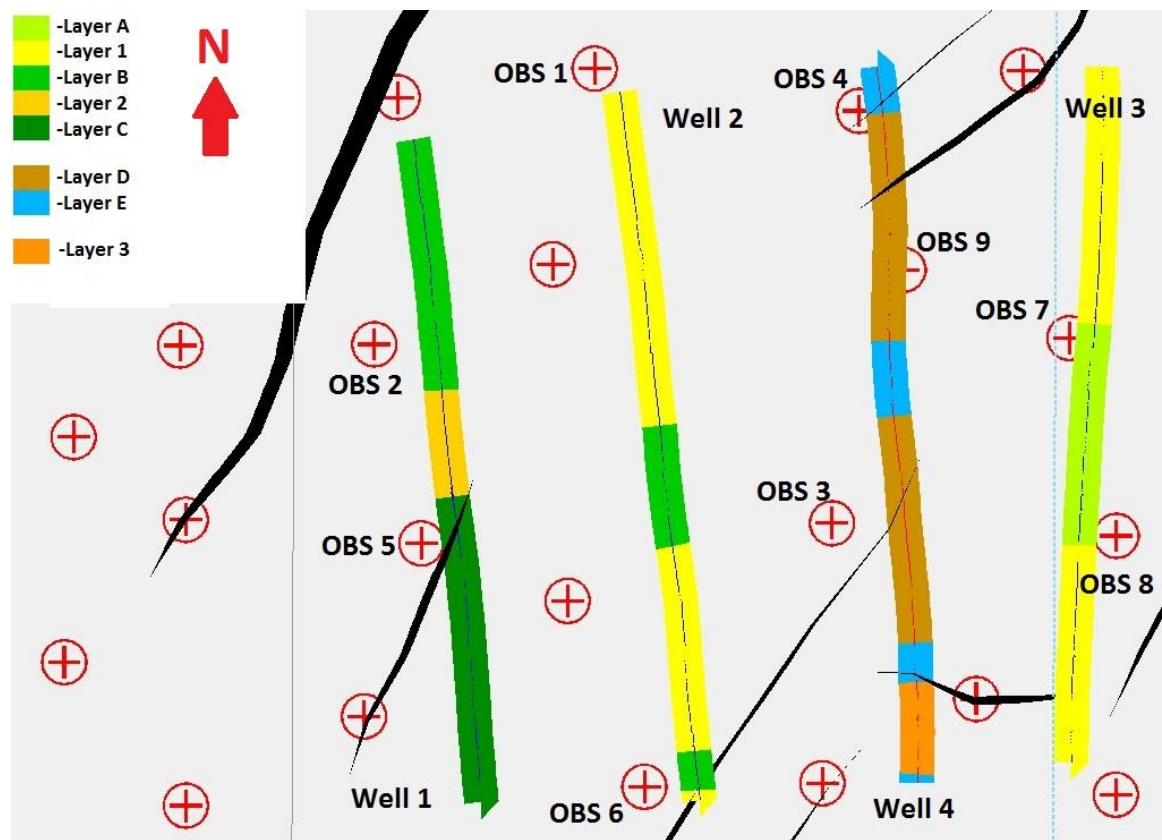 -Layer A
-Layer 1
-Layer B
-Layer 2
-Layer C
-Layer D
-Layer E
-Layer 3
N
OBS 1
Well 2
OBS 4
Well 3
OBS 9
OBS 7
OBS 2
OBS 3
OBS 5
OBS 8
Well 1
OBS 6
Well 4